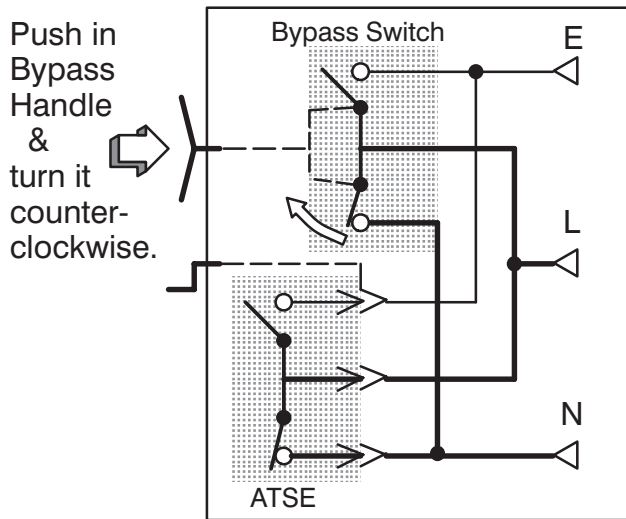 Push in
Bypass
Handle
&
turn it
counter-
clockwise.
Bypass Switch
E
L
N
ATSE